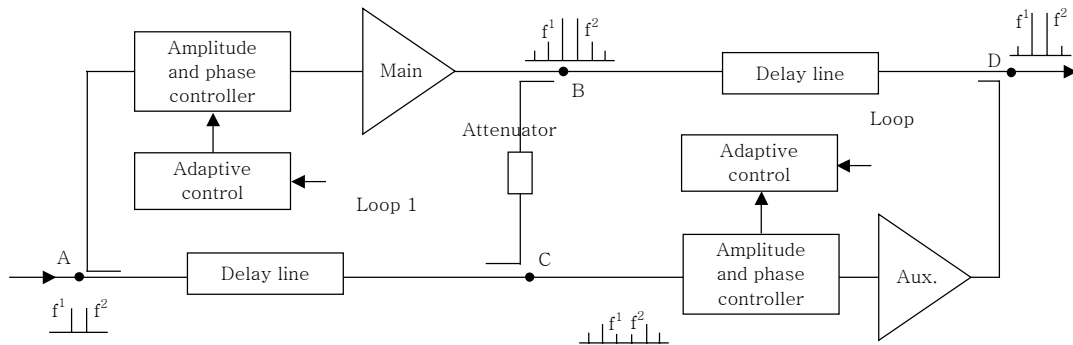 f1 f2
f1 f2
Amplitude
and phase
controller
Main
B
Delay line
D
Attenuator
Loop
Adaptive
control
Adaptive
control
Loop 1
A
Delay line
C
Amplitude
and phase
controller
Aux.
f1 f2
f1 f2